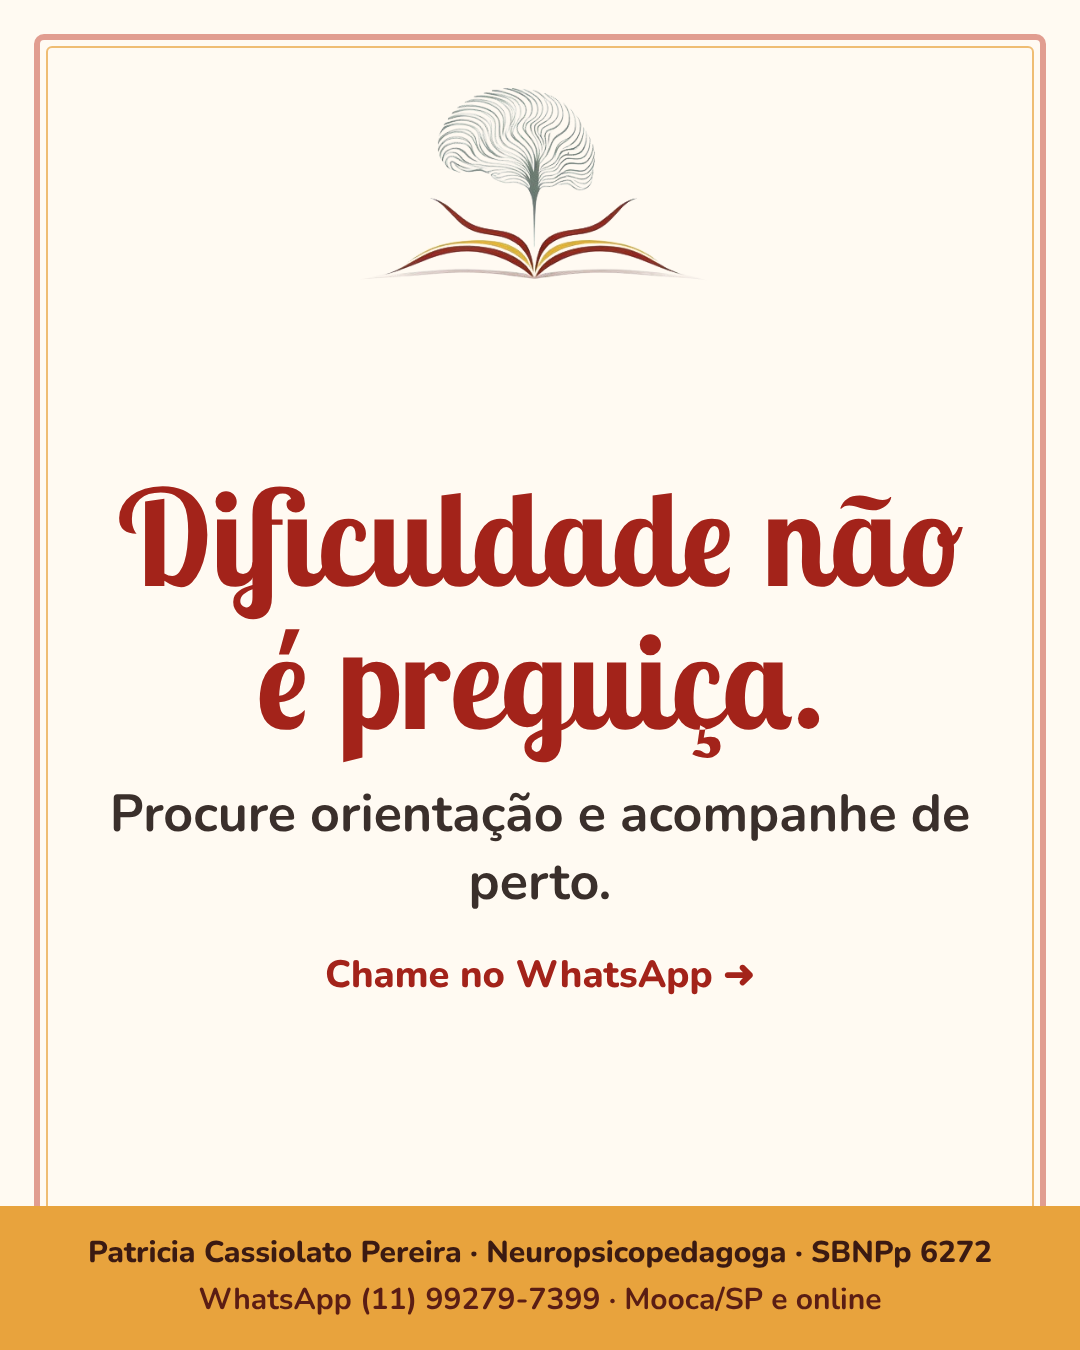 Dificuldade não
é preguiça.
Procure orientação e acompanhe de
perto.
Chame no WhatsApp ➜
Patricia Cassiolato Pereira · Neuropsicopedagoga · SBNPp 6272
WhatsApp (11) 99279-7399 · Mooca/SP e online